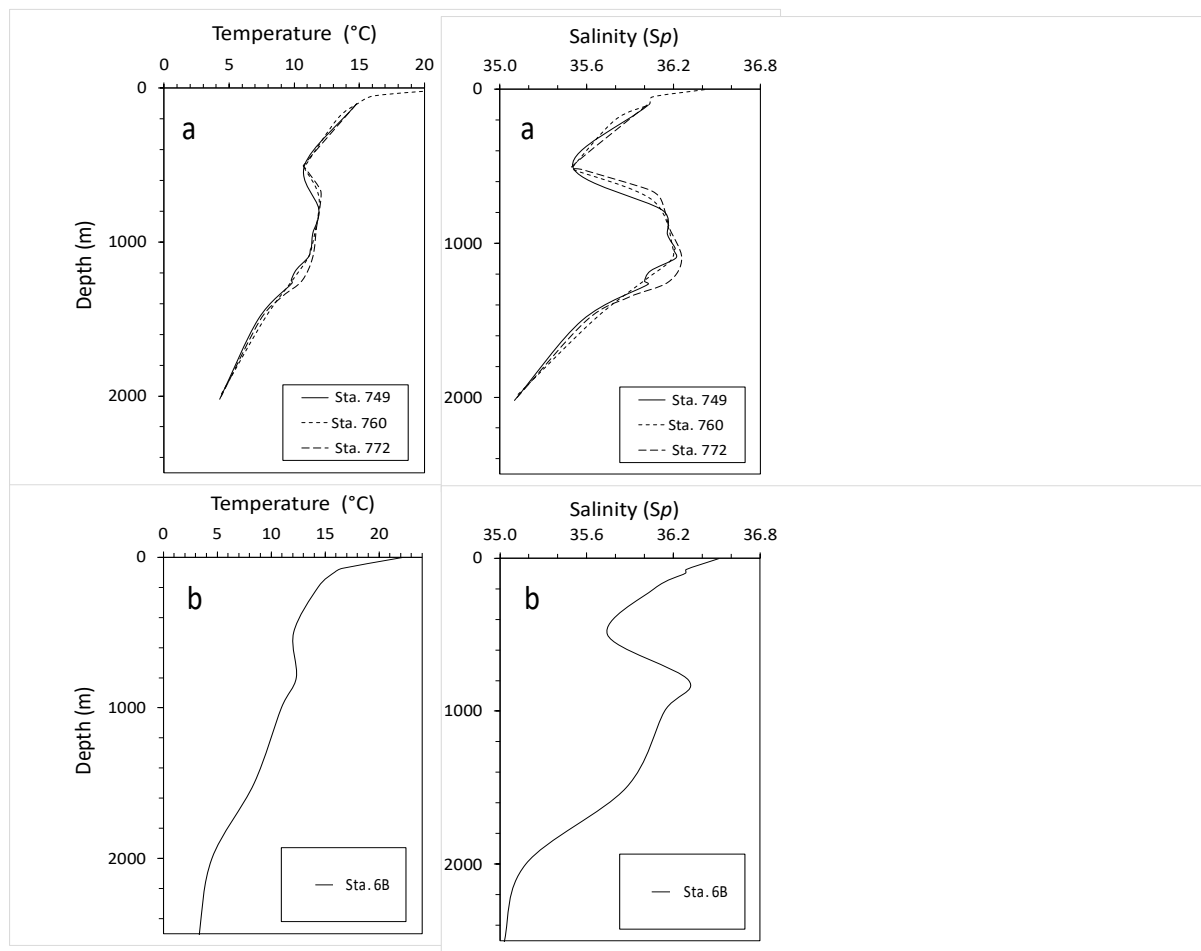 Temperature (°C)
0 5 10 15 20
0
1000
2000
Depth (m)
a
Sta. 749
Sta. 760
Sta. 772
Salinity (Sp)
35.0 35.6 36.2 36.8
0
1000
2000
a
Sta. 749
Sta. 760
Sta. 772
Temperature (°C)
0 5 10 15 20
0
1000
2000
Depth (m)
b
Sta. 6B
Salinity (Sp)
35.0 35.6 36.2 36.8
0
1000
2000
b
Sta. 6B